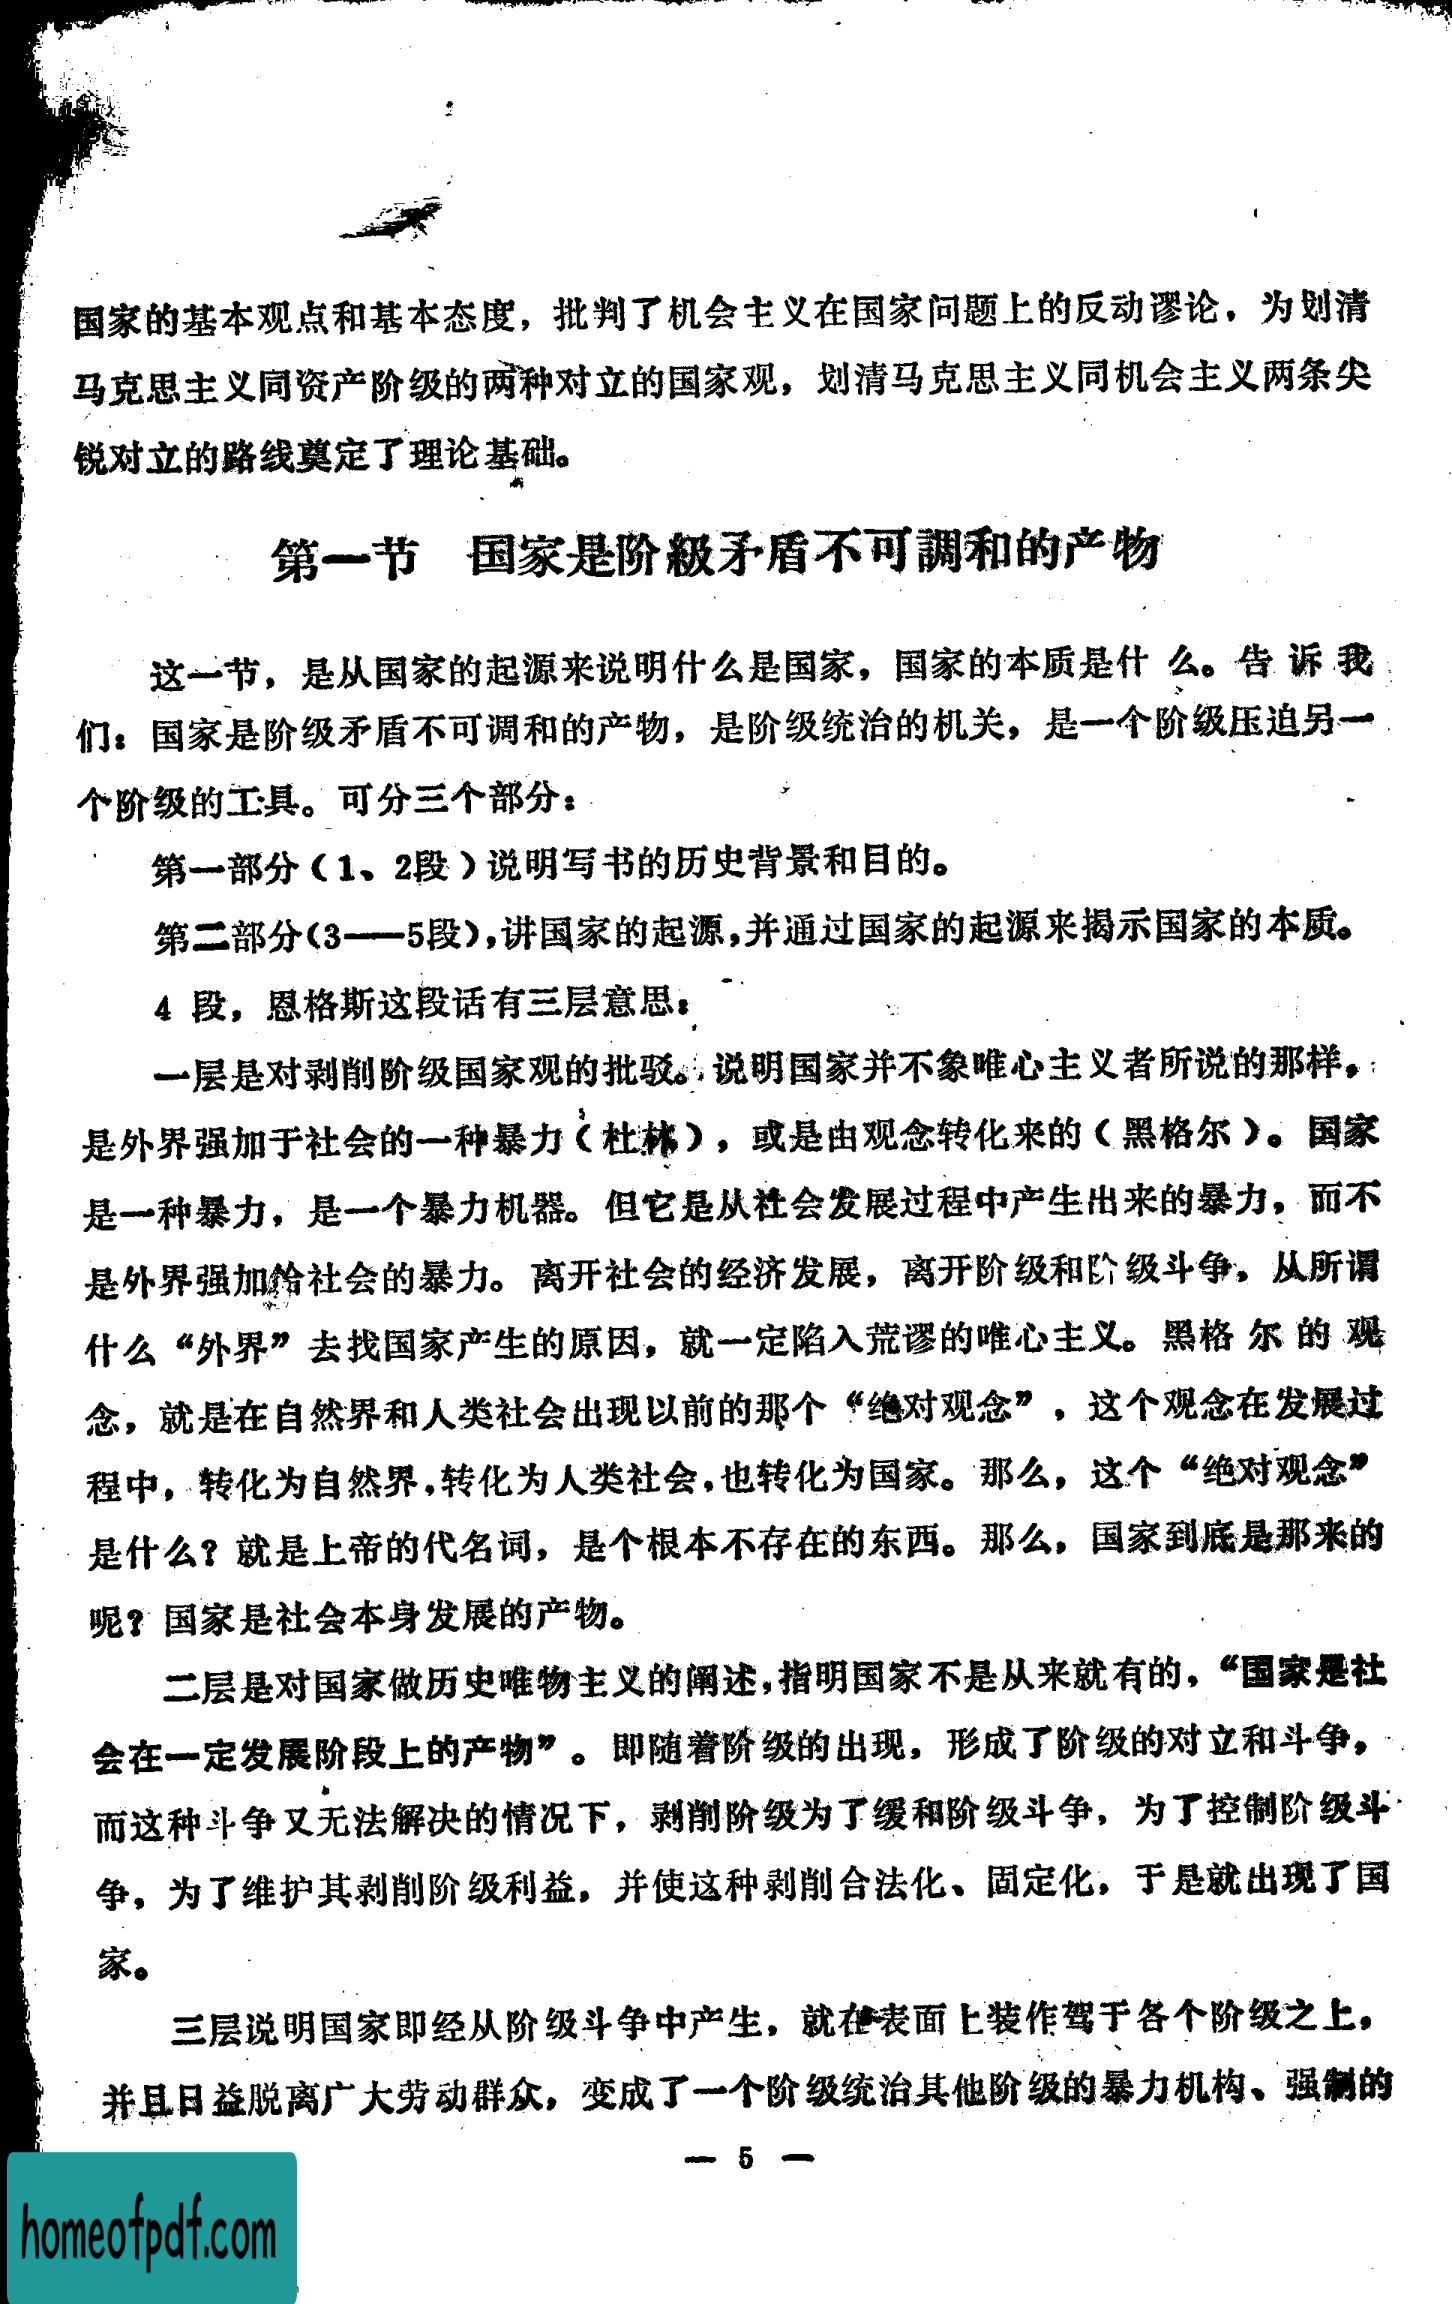 国家的基本观点和基本态度，批判了机会主义在国家问题上的反动谬论，为划清
马克思主义同资产阶级的两种对立的国家观，划清马克思主义同机会主义两条尖
锐对立的路线奠定了理论基础。
第一节　国家是阶級矛盾不可調和的产物
这一节，是从国家的起源来说明什么是国家，国家的本质是什么。告诉我
们：国家是阶级矛盾不可调和的产物，是阶级统治的机关，是一个阶级压迫另一
个阶级的工具。可分三个部分：
第一部分（1、2段）说明写书的历史背景和目的。
第二部分(3——5段)，讲国家的起源，并通过国家的起源来揭示国家的本质。
4 段，恩格斯这段话有三层意思：
一层是对剥削阶级国家观的批驳。说明国家并不象唯心主义者所说的那样，
是外界强加于社会的一种暴力（杜林），或是由观念转化来的（黑格尔）。国家
是一种暴力，是一个暴力机器。但它是从社会发展过程中产生出来的暴力，而不
是外界强加给社会的暴力。离开社会的经济发展，离开阶级和阶级斗争，从所谓
什么“外界”去找国家产生的原因，就一定陷入荒谬的唯心主义。黑格尔的观
念，就是在自然界和人类社会出现以前的那个“绝对观念”，这个观念在发展过
程中，转化为自然界，转化为人类社会，也转化为国家。那么，这个“绝对观念”
是什么？就是上帝的代名词，是个根本不存在的东西。那么，国家到底是那来的
呢？国家是社会本身发展的产物。
二层是对国家做历史唯物主义的阐述，指明国家不是从来就有的，“国家是社
会在一定发展阶段上的产物”。即随着阶级的出现，形成了阶级的对立和斗争，
而这种斗争又无法解决的情况下，剥削阶级为了缓和阶级斗争，为了控制阶级斗
争，为了维护其剥削阶级利益，并使这种剥削合法化、固定化，于是就出现了国
家。
三层说明国家即经从阶级斗争中产生，就在表面上装作驾于各个阶级之上，
并且日益脱离广大劳动群众，变成了一个阶级统治其他阶级的暴力机构、强制的
— 5 —
homeofpdf.com